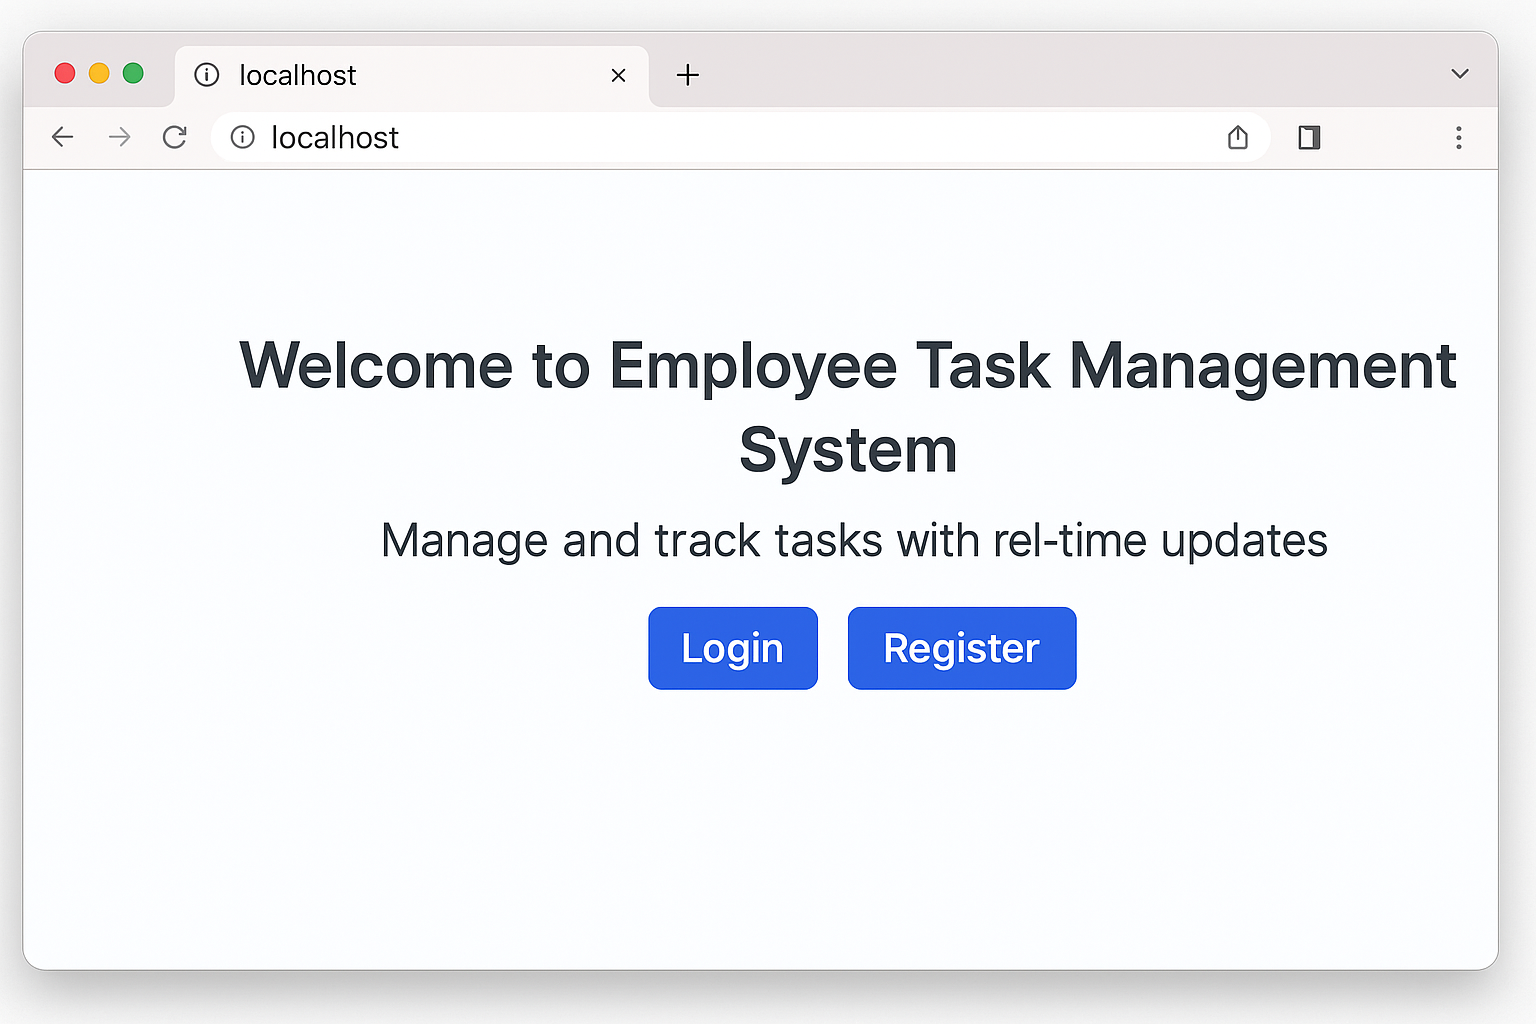 localhost
localhost
Welcome to Employee Task Management
System
Manage and track tasks with rel-time updates
Login
Register